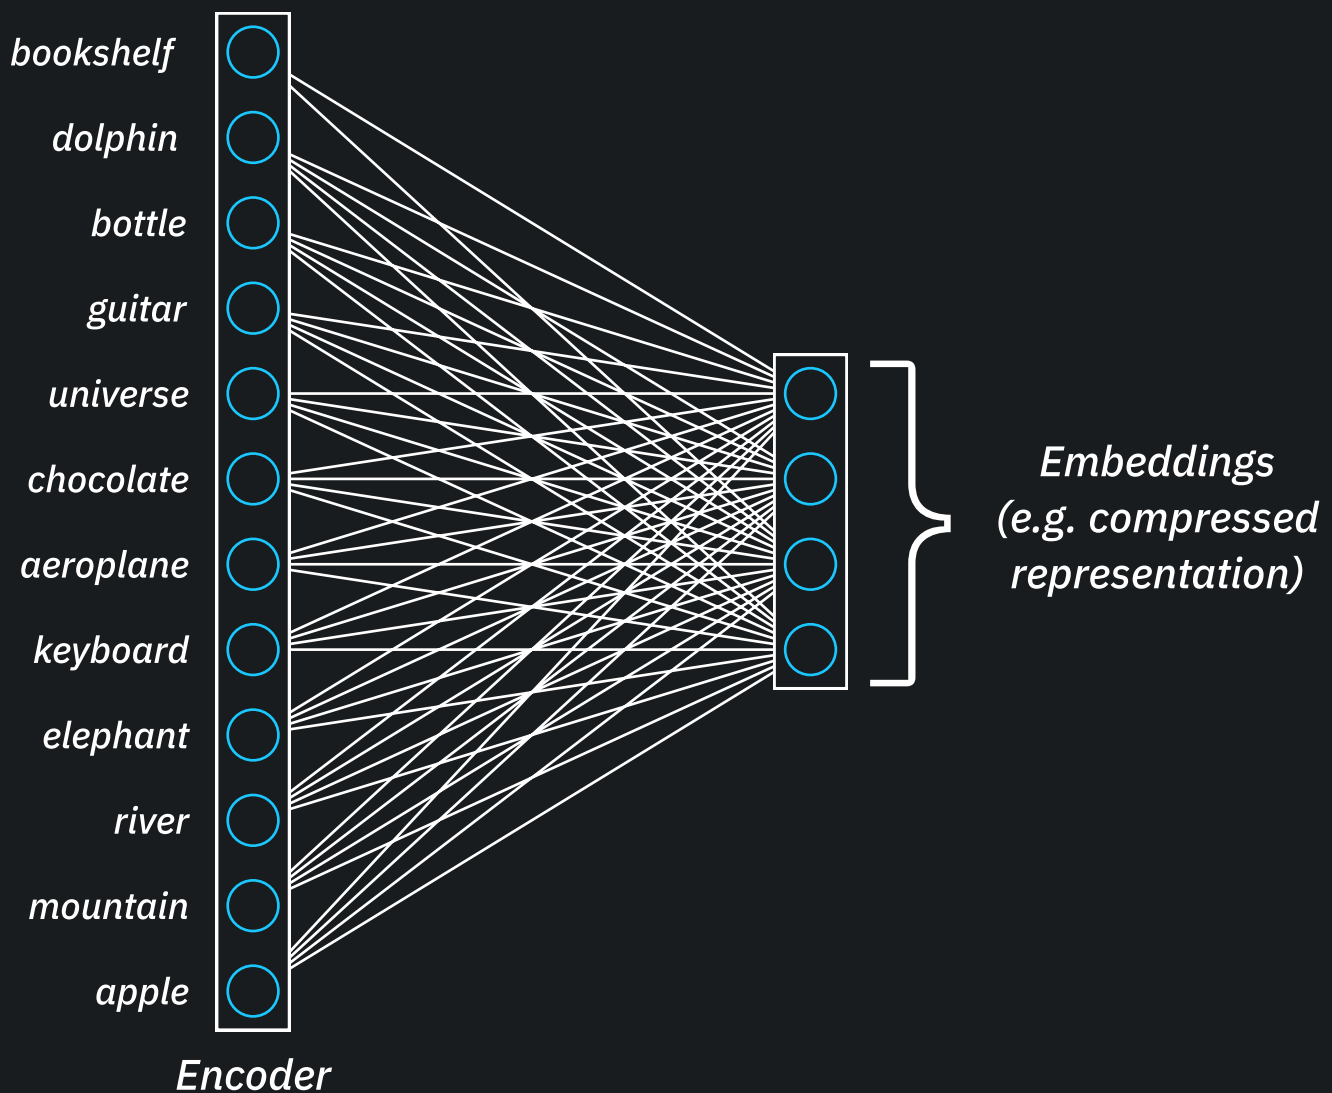 bookshelf
dolphin
bottle
guitar
universe
chocolate
aeroplane
keyboard
elephant
river
mountain
apple
Encoder
Embeddings
(e.g. compressed
representation)